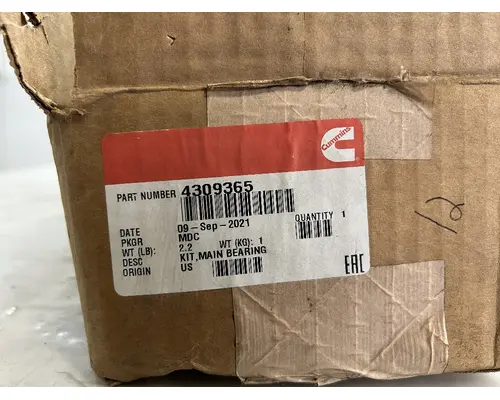 Cummins
PART NUMBER 4309365
DATE 09-Sep-2021 QUANTITY 1
PKGR MDC
WT (LB): 2.2 WT (KG): 1
DESC KIT,MAIN BEARING
ORIGIN US
EAC
12